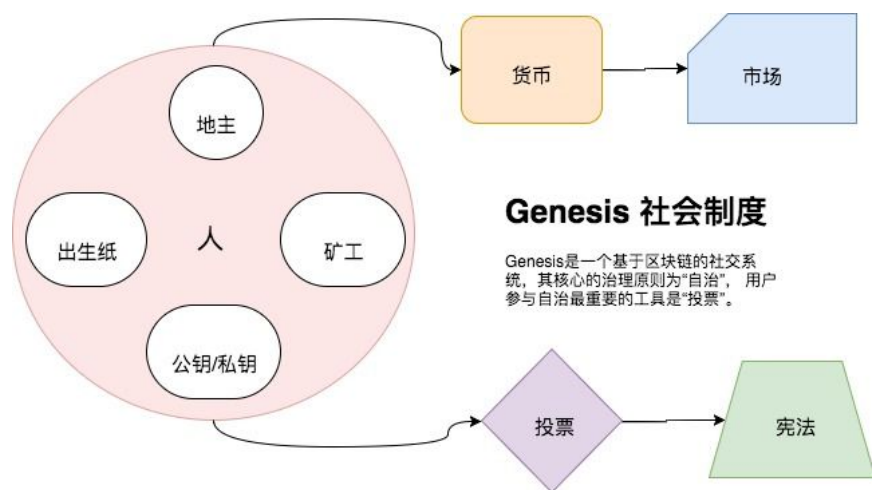 货币
市场
地主
出生纸
人
矿工
公钥/私钥
Genesis 社会制度
Genesis是一个基于区块链的社交系
统，其核心的治理原则为“自治”， 用户
参与自治最重要的工具是“投票”。
投票
宪法